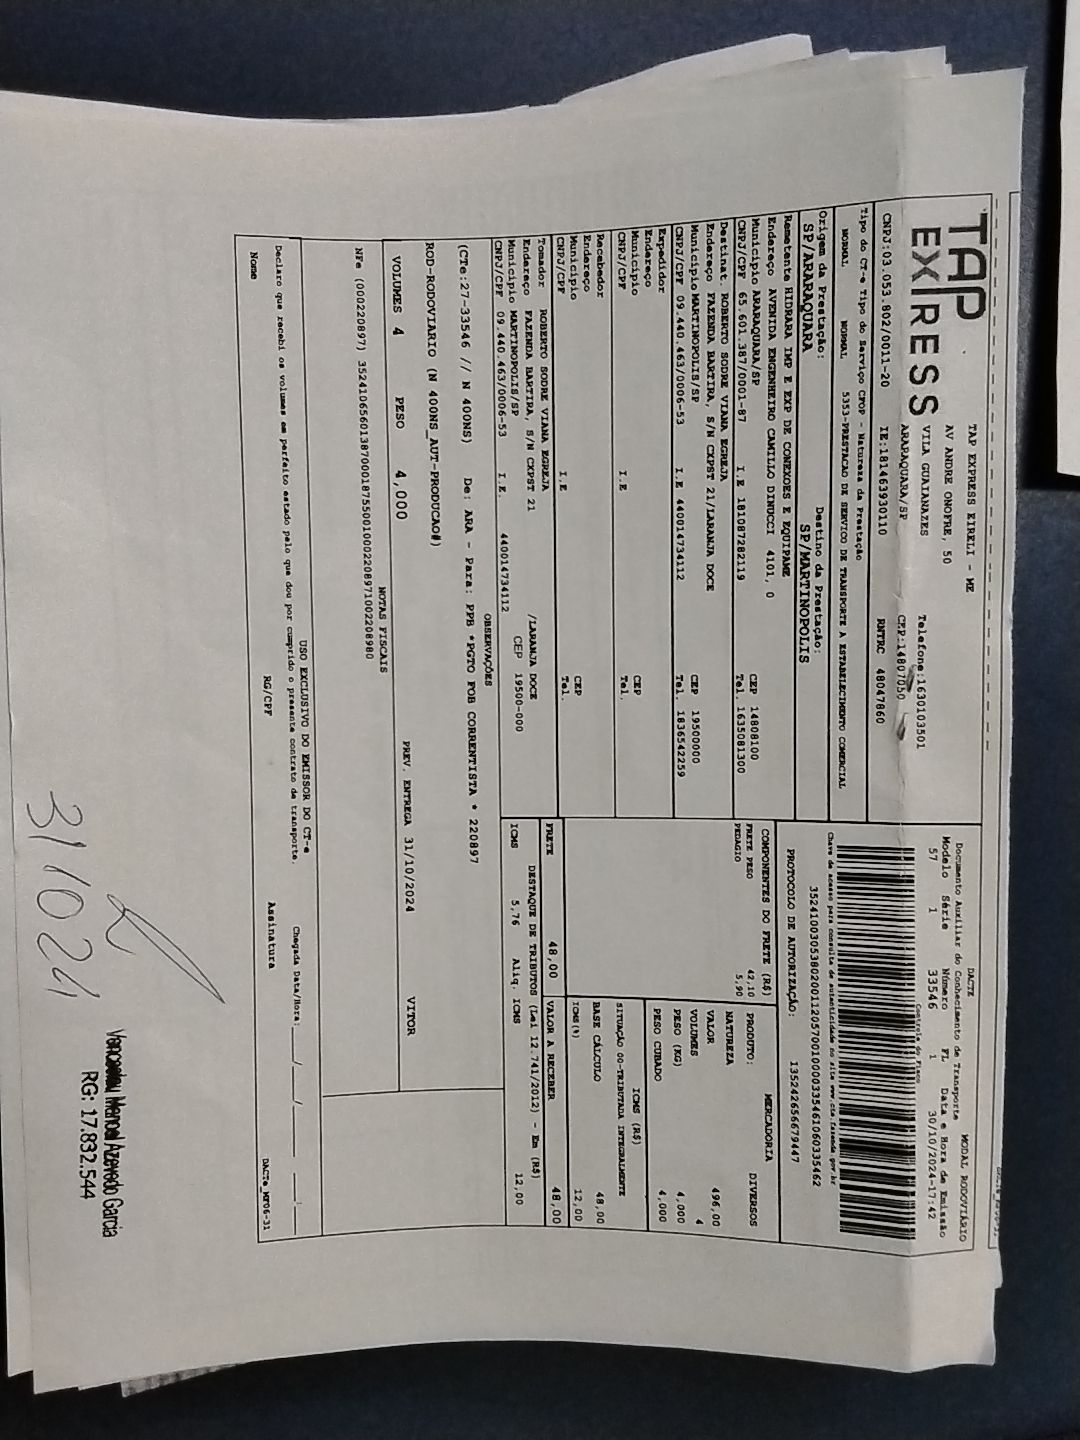 TAP
EXPRESS
TAP EXPRESS EIRELI - ME
AV ANDRE ONOFRE, 50
VILA GUAIANAZES Telefone:1630103501
ARARAQUARA/SP CEP:14807050
CNPJ:03.053.802/0011-20 IE:181463930110 RNTRC 48047860
Tipo do CT-e Tipo do Serviço CFOP - Natureza da Prestação
NORMAL NORMAL 5353-PRESTACAO DE SERVICO DE TRANSPORTE A ESTABELECIMENTO COMERCIAL
Origem da Prestação: Destino da Prestação:
SP/ARARAQUARA SP/MARTINOPOLIS
Remetente HIDRARA IMP E EXP DE CONEXOES E EQUIPAME
Endereço AVENIDA ENGENHEIRO CAMILLO DINUCCI 4101, 0
Município ARARAQUARA/SP CEP 14808100
CNPJ/CPF 65.601.387/0001-87 I.E 181087282119 Tel. 1635081300
Destinat. ROBERTO SODRE VIANA EGREJA
Endereço FAZENDA BARTIRA, S/N CXPST 21/LARANJA DOCE
Município MARTINOPOLIS/SP CEP 19500000
CNPJ/CPF 09.440.463/0006-53 I.E 440014734112 Tel. 1836542259
Expedidor
Endereço
Município CEP
CNPJ/CPF I.E Tel.
Recebedor
Endereço
Município CEP
CNPJ/CPF I.E Tel.
Tomador ROBERTO SODRE VIANA EGREJA
Endereço FAZENDA BARTIRA, S/N CXPST 21 /LARANJA DOCE
Município MARTINOPOLIS/SP CEP 19500-000
CNPJ/CPF 09.440.463/0006-53 I.E. 440014734112
DACTE MODAL RODOVIÁRIO
Documento Auxiliar do Conhecimento de Transporte
Modelo Série Número FL Data e Hora de Emissão
57 1 33546 1 30/10/2024-17:42
Controle do Fisco
Chave de acesso para consulta de autenticidade no site www.cte.fazenda.gov.br
35241003053802001120570010000335461060335462
PROTOCOLO DE AUTORIZAÇÃO: 135242656679447
COMPONENTES DO FRETE (R$)
FRETE PESO 42,10
PEDAGIO 5,90
FRETE 48,00
MERCADORIA
PRODUTO: DIVERSOS
NATUREZA
VALOR 496,00
VOLUMES 4
PESO (KG) 4,000
PESO CUBADO 4,000
ICMS (R$)
SITUAÇÃO 00-TRIBUTADA INTEGRALMENTE
BASE CÁLCULO 48,00
ICMS(%) 12,00
VALOR A RECEBER 48,00
DESTAQUE DE TRIBUTOS (Lei 12.741/2012) - Em (R$)
ICMS 5,76 Aliq. ICMS 12,00
OBSERVAÇÕES
(CTe:27-33546 // N 400NS) De: ARA - Para: PPB *PGTO FOB CORRENTISTA * 220897
ROD-RODOVIARIO (N 400NS_AUT-PRODUCAO#)
VOLUMES 4 PESO 4,000 PREV. ENTREGA 31/10/2024 VITOR
NOTAS FISCAIS
NFe (000220897) 35241065601387000187550010002208971002208980
USO EXCLUSIVO DO EMISSOR DO CT-e
Declaro que recebi os volumes em perfeito estado pelo que dou por cumprido o presente contrato de transporte. Chegada Data/Hora:
Nome RG/CPF Assinatura DACTe_MT06-31
31/10 24
Manoel Azevedo Garcia
RG: 17.832.544